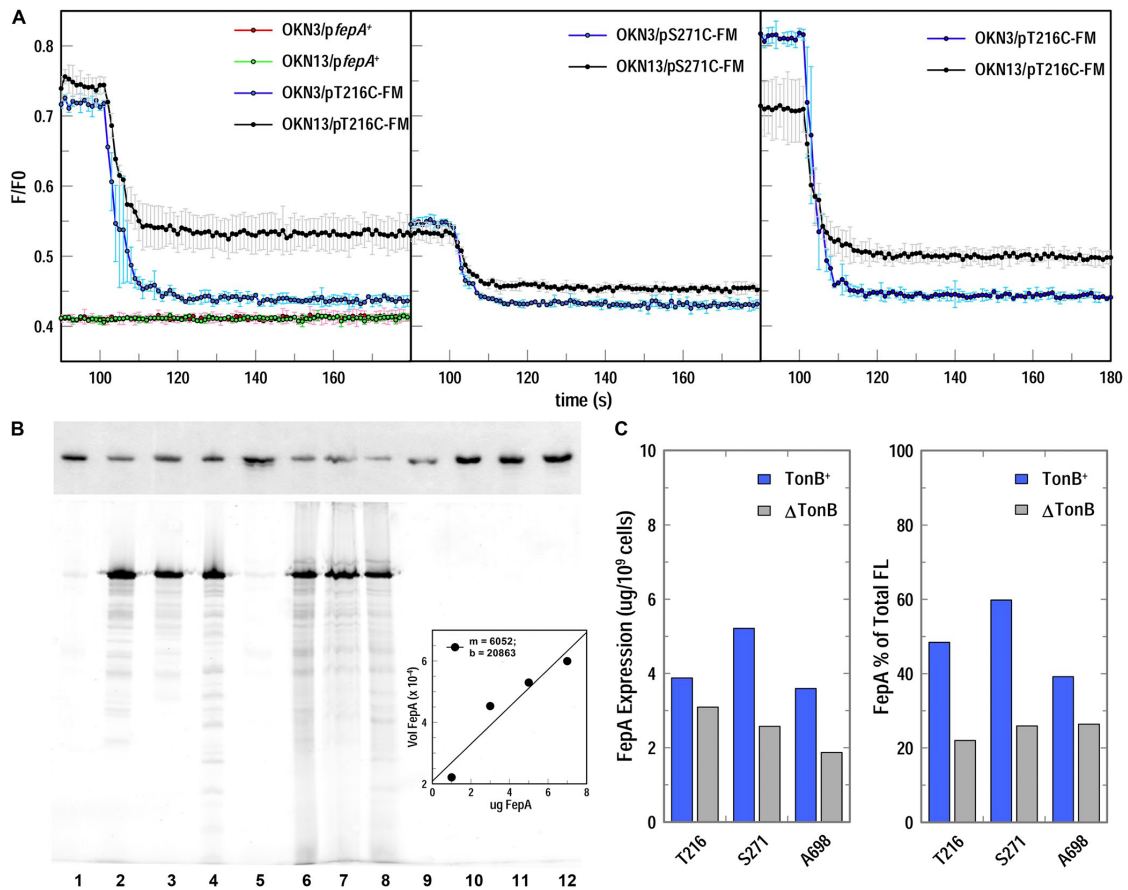 A
OKN3/pfepA+
OKN13/pfepA+
OKN3/pT216C-FM
OKN13/pT216C-FM
OKN3/pS271C-FM
OKN13/pS271C-FM
OKN3/pT216C-FM
OKN13/pT216C-FM
F/F0
0.8
0.7
0.6
0.5
0.4
100 120 140 160 100 120 140 160 100 120 140 160 180
time (s)
B
m = 6052;
b = 20863
Vol FepA (x 10-4)
6
4
2
0 2 4 6 8
ug FepA
1 2 3 4 5 6 7 8 9 10 11 12
C
FepA Expression (ug/10⁹ cells)
10
8
6
4
2
0
TonB+
ΔTonB
T216 S271 A698
FepA % of Total FL
100
80
60
40
20
0
TonB+
ΔTonB
T216 S271 A698